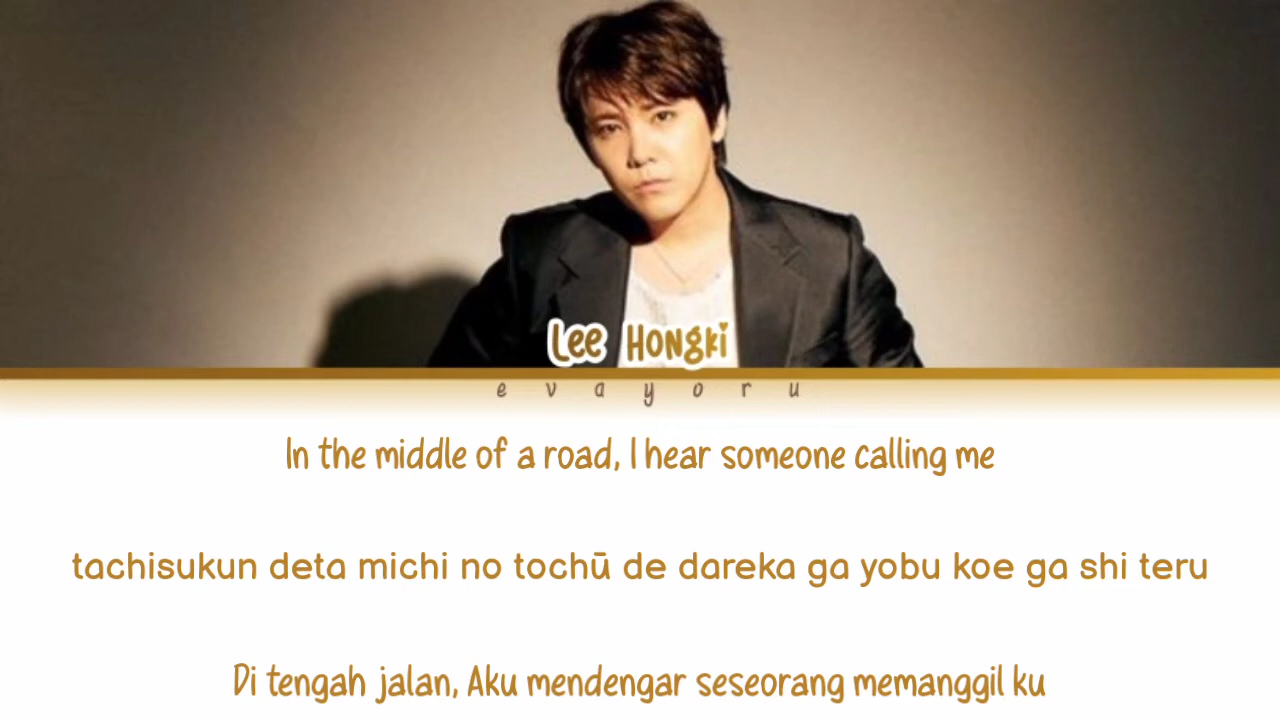 Lee Hongki
evayoru
In the middle of a road, I hear someone calling me
tachisukun deta michi no tochū de dareka ga yobu koe ga shi teru
Di tengah jalan, Aku mendengar seseorang memanggil ku